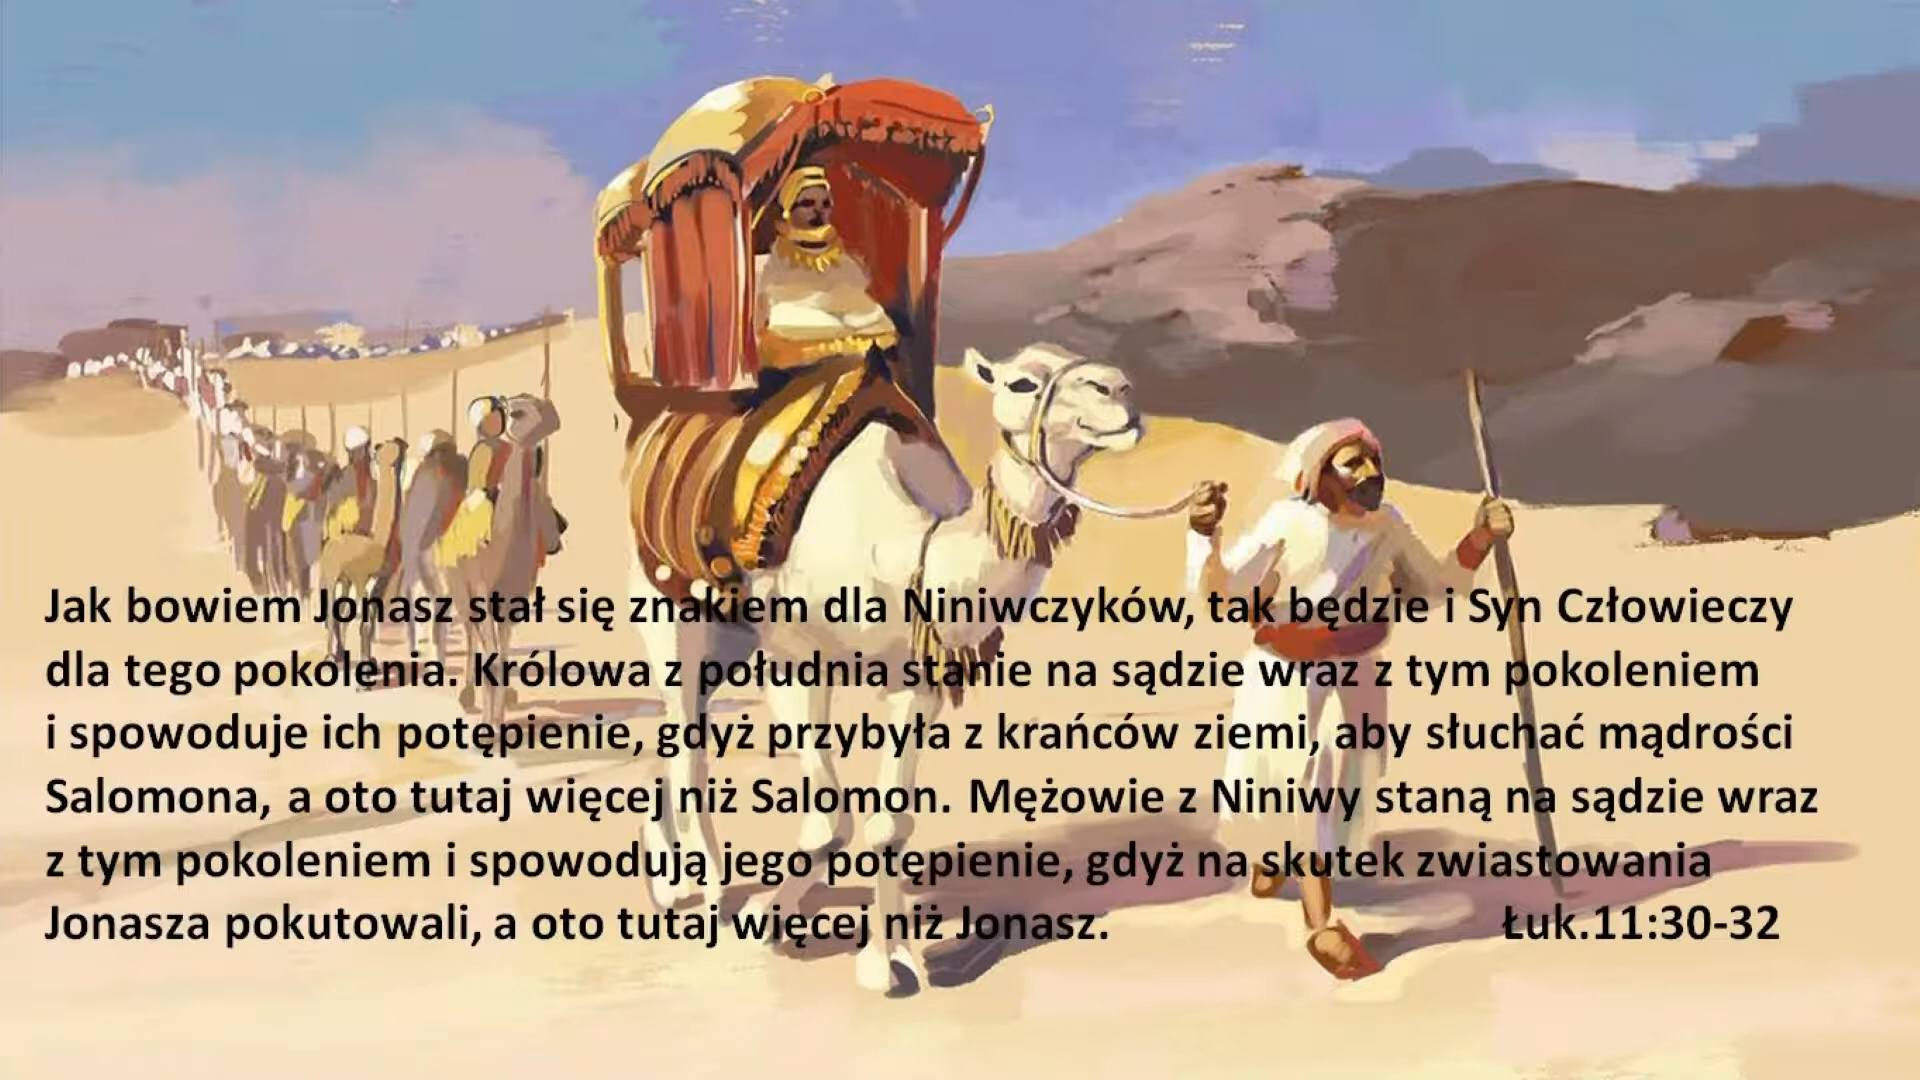 Jak bowiem Jonasz stał się znakiem dla Niniwczyków, tak będzie i Syn Człowieczy
dla tego pokolenia. Królowa z południa stanie na sądzie wraz z tym pokoleniem
i spowoduje ich potępienie, gdyż przybyła z krańców ziemi, aby słuchać mądrości
Salomona, a oto tutaj więcej niż Salomon. Mężowie z Niniwy staną na sądzie wraz
z tym pokoleniem i spowodują jego potępienie, gdyż na skutek zwiastowania
Jonasza pokutowali, a oto tutaj więcej niż Jonasz. Łuk.11:30-32